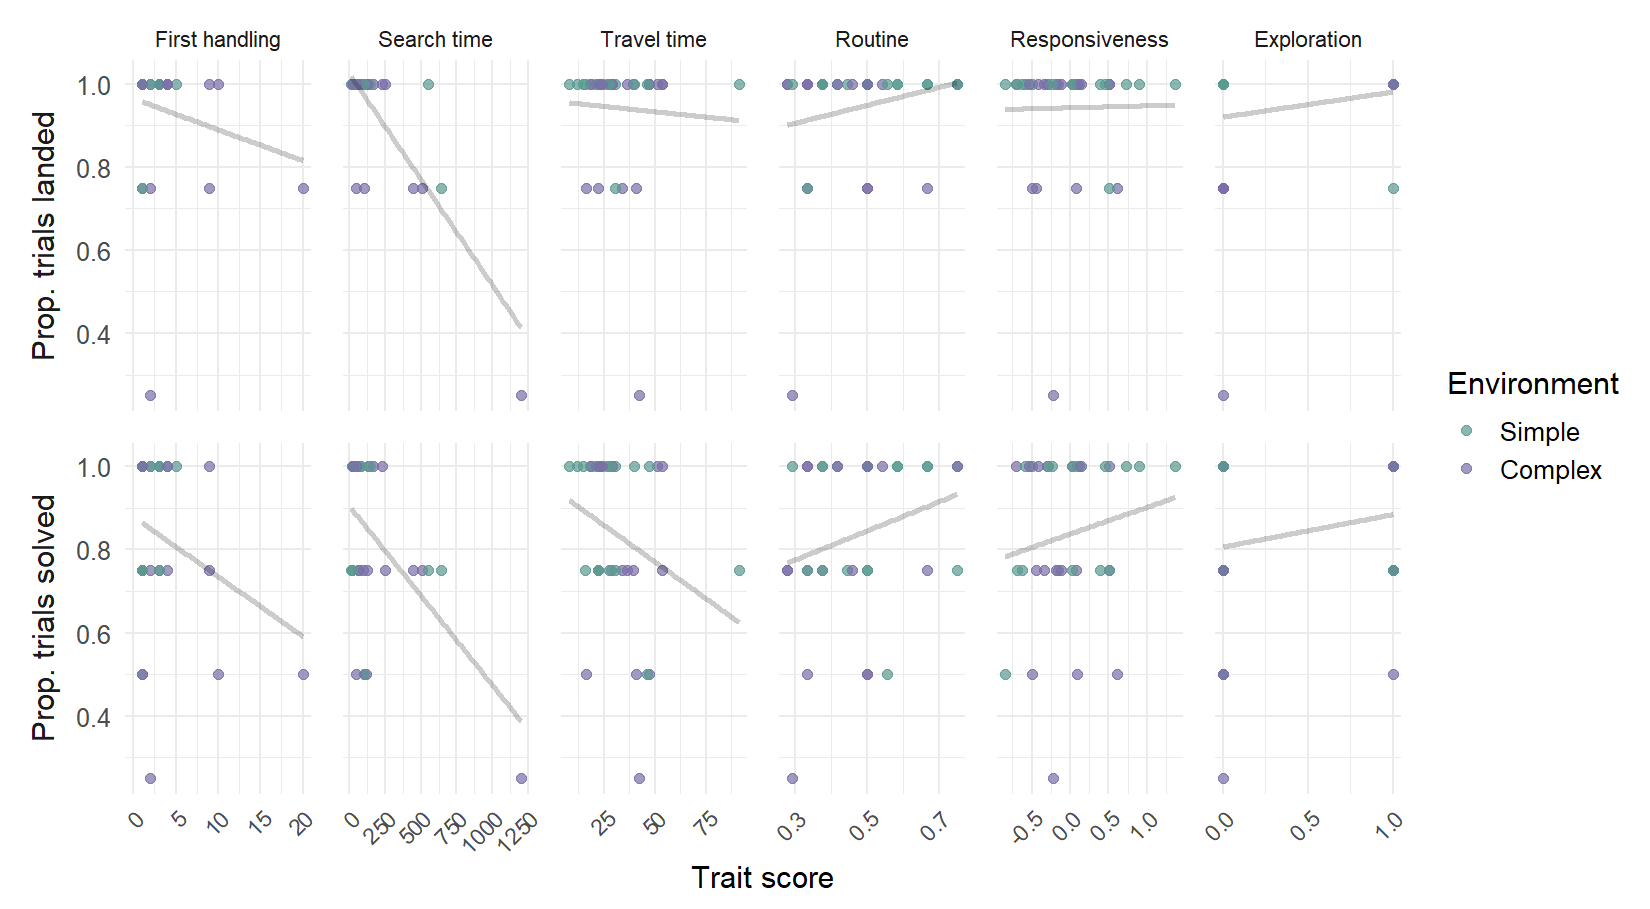 First handling Search time Travel time Routine Responsiveness Exploration
Prop. trials landed
1.0
0.8
0.6
0.4
Prop. trials solved
1.0
0.8
0.6
0.4
0 5 10 15 20 0 250 500 750 1000 1250 25 50 75 0.3 0.5 0.7 -0.5 0.0 0.5 1.0 0.0 0.5 1.0
Trait score
Environment
Simple
Complex